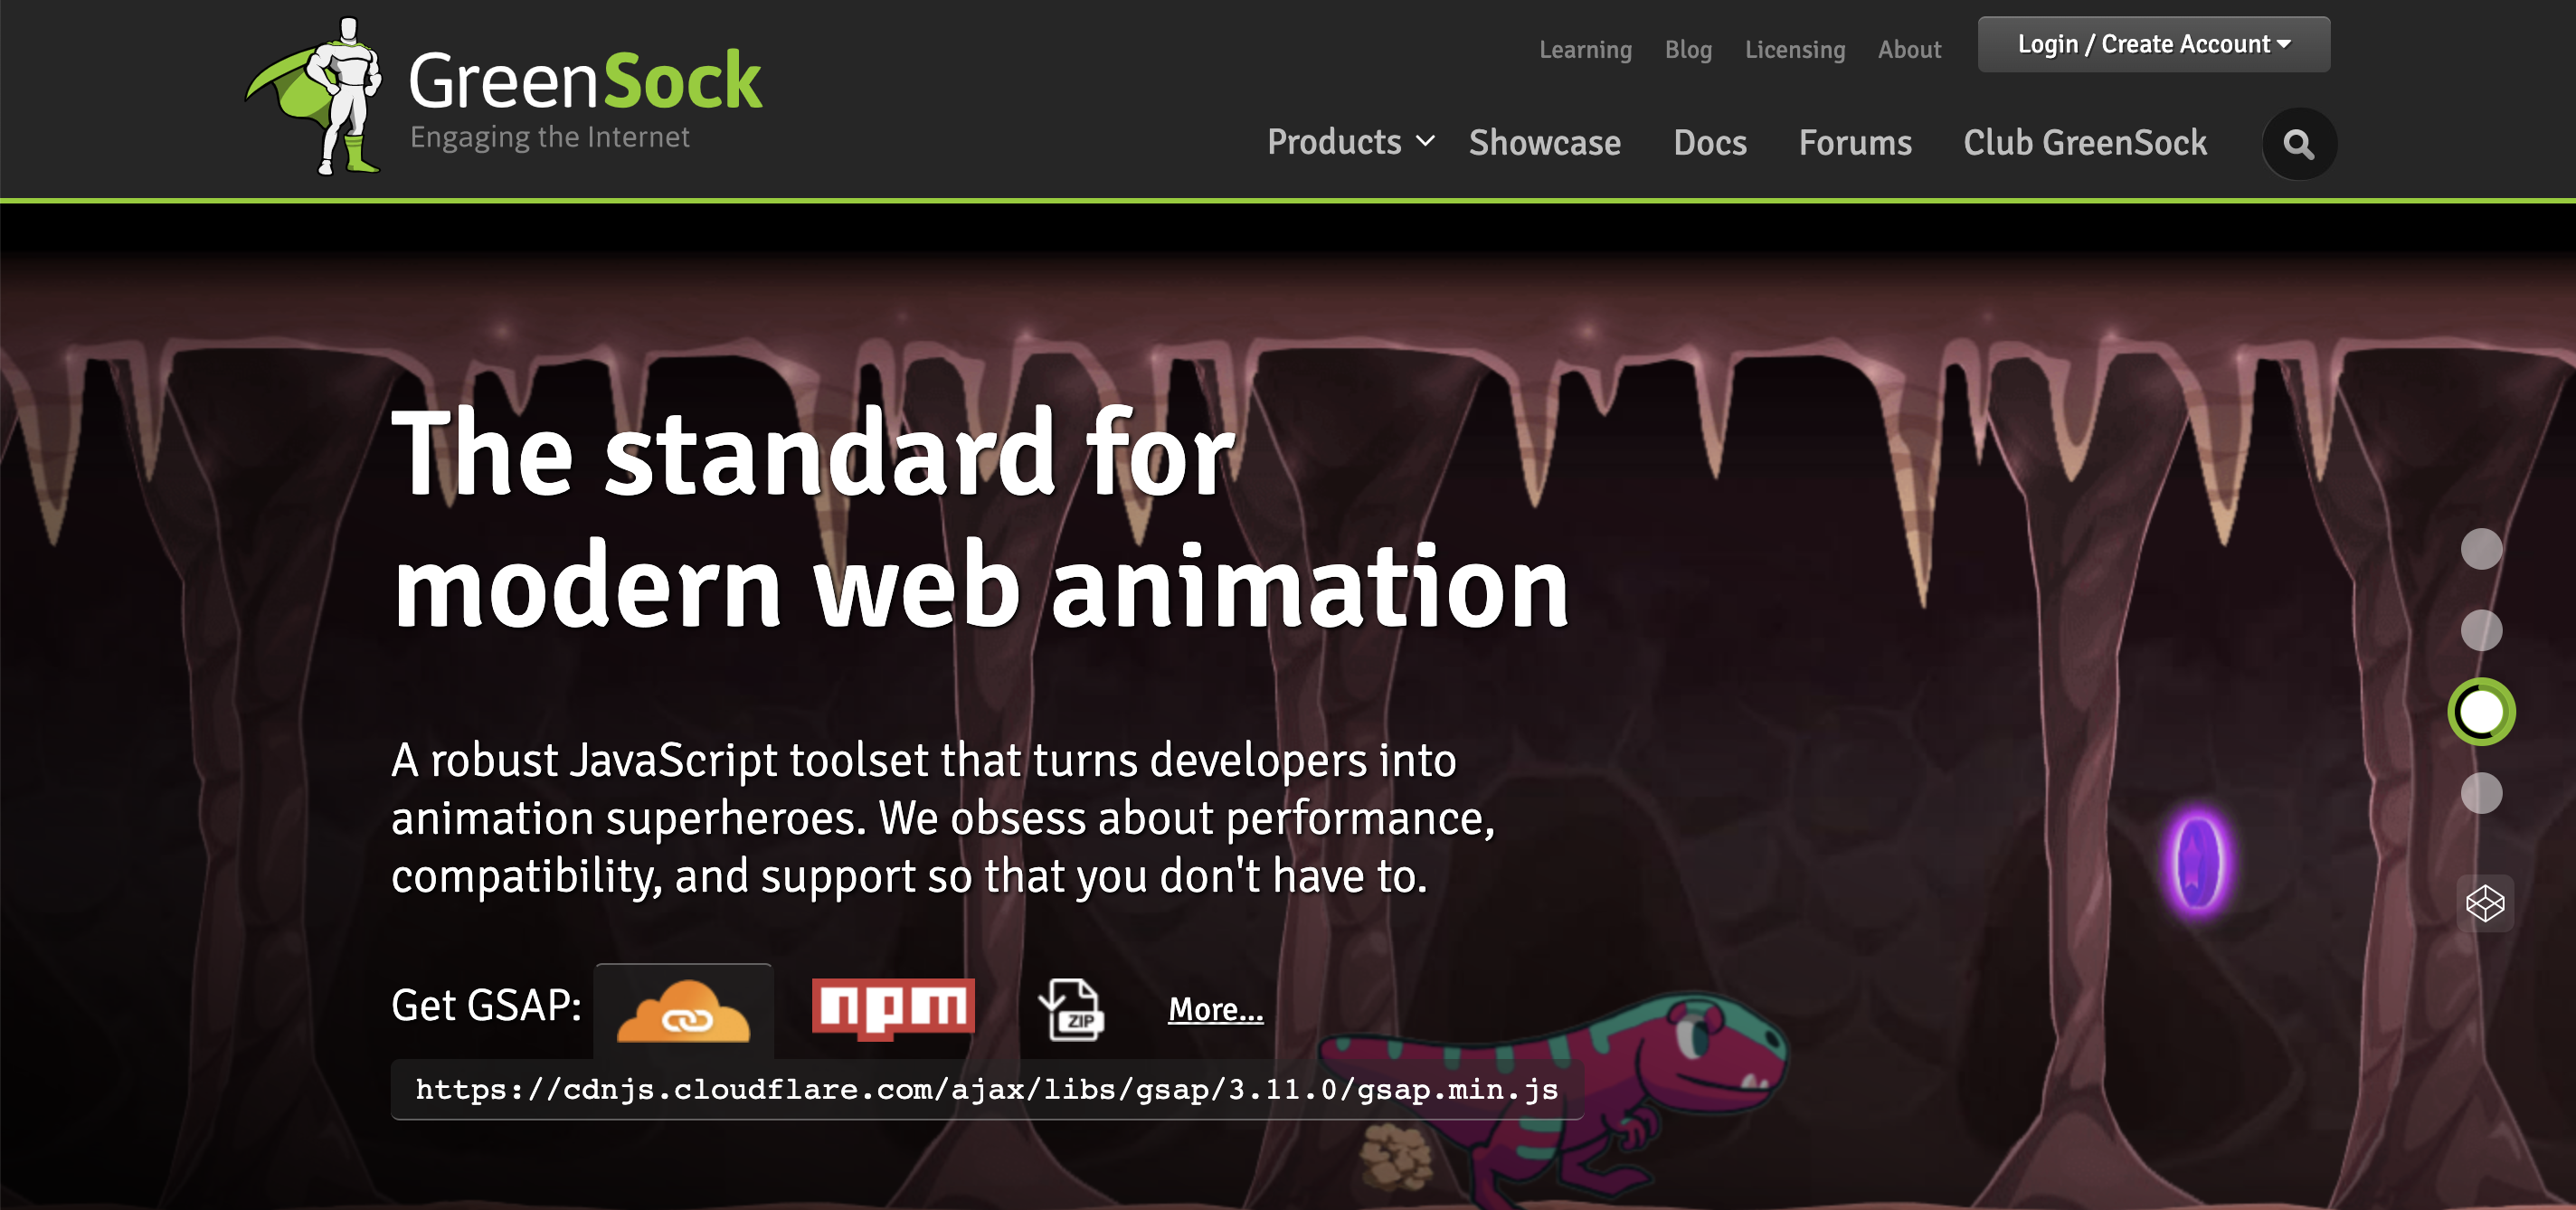 GreenSock
Engaging the Internet
Learning Blog Licensing About Login / Create Account
Products Showcase Docs Forums Club GreenSock
The standard for
modern web animation
A robust JavaScript toolset that turns developers into
animation superheroes. We obsess about performance,
compatibility, and support so that you don't have to.
Get GSAP: npm ZIP More...
https://cdnjs.cloudflare.com/ajax/libs/gsap/3.11.0/gsap.min.js